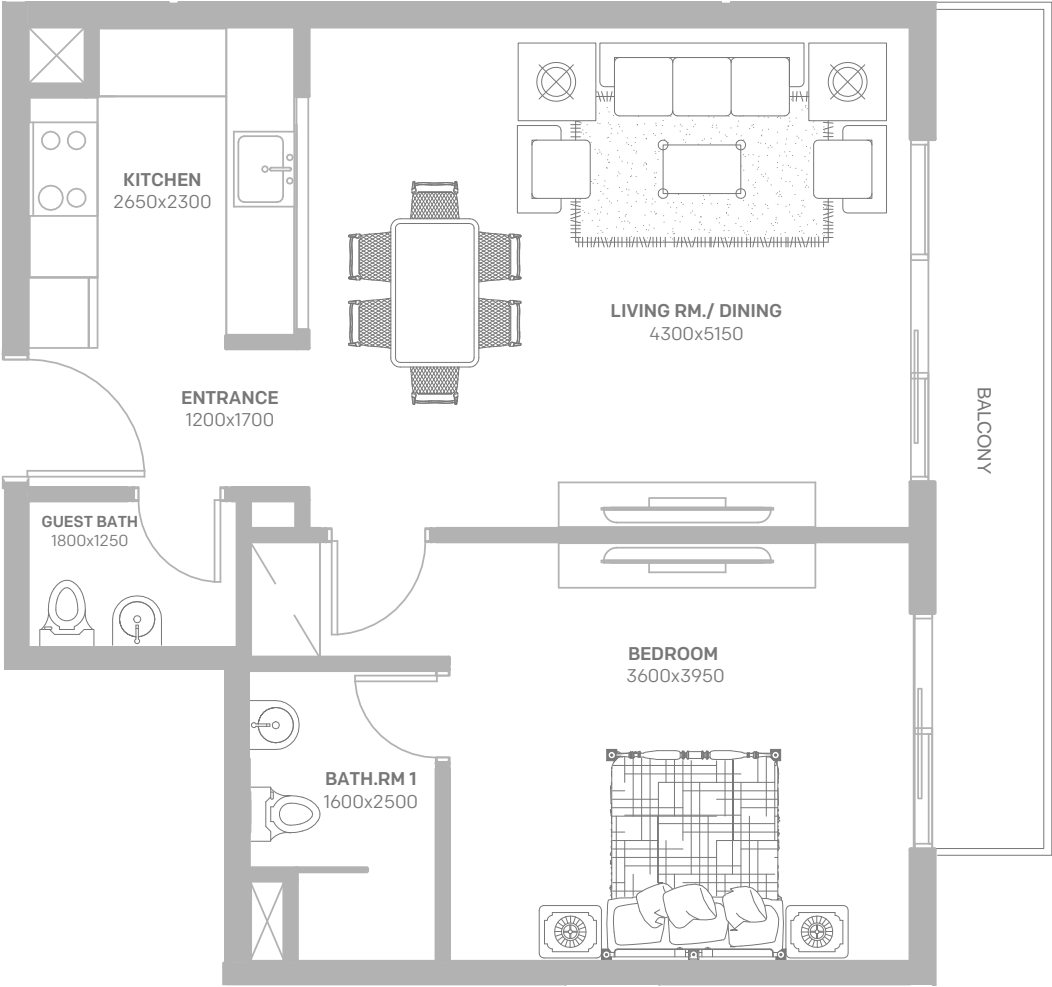 KITCHEN
2650x2300
LIVING RM./ DINING
4300x5150
ENTRANCE
1200x1700
BALCONY
GUEST BATH
1800x1250
BEDROOM
3600x3950
BATH.RM 1
1600x2500